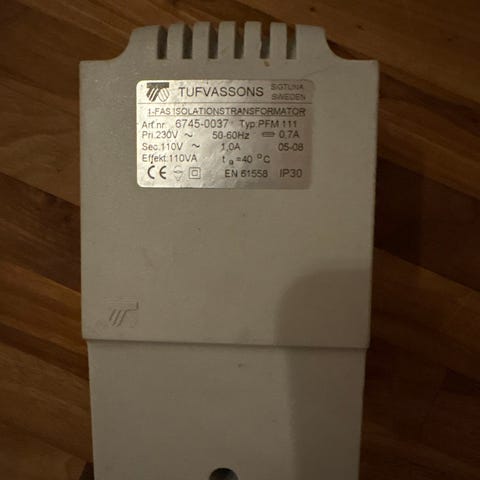 TUFVASSONS SIGTUNA SWEDEN
1-FAS ISOLATIONSTRANSFORMATOR
Art nr 6745-0037 Typ:PFM 111
Pri.230V ~ 50-60Hz 0,7A
Sec.110V ~ 1,0A 05-08
Effekt:110VA ta=40 °C
CE EN 61558 IP30